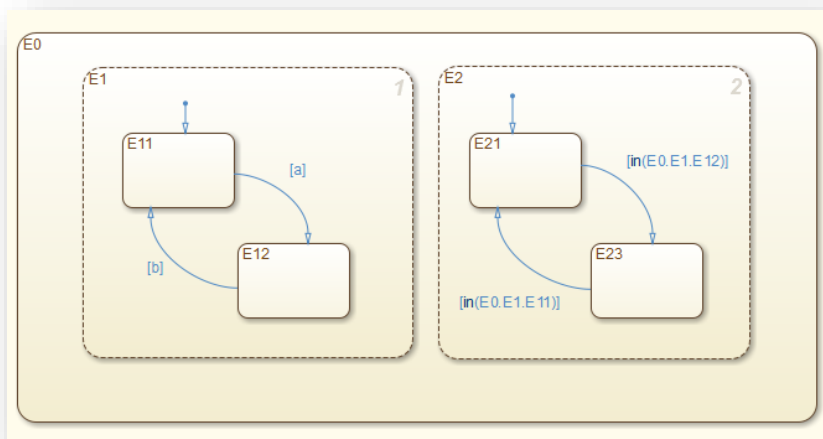 E0
E1
1
E11
[a]
E12
[b]
E2
2
E21
[in(E0.E1.E12)]
E23
[in(E0.E1.E11)]